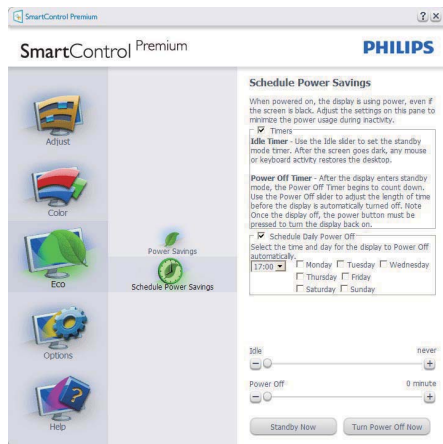 SmartControl Premium
SmartControl Premium
PHILIPS
Adjust
Color
Eco
Options
Help
Power Savings
Schedule Power Savings
Schedule Power Savings
When powered on, the display is using power, even if
the screen is black. Adjust the settings on this pane to
minimize the power usage during inactivity.
Timers
Idle Timer - Use the Idle slider to set the standby
mode timer. After the screen goes dark, any mouse
or keyboard activity restores the desktop.
Power Off Timer - After the display enters standby
mode, the Power Off Timer begins to count down.
Use the Power Off slider to adjust the length of time
before the display is automatically turned off. Note
Once the display off, the power button must be
pressed to turn the display back on.
Schedule Daily Power Off
Select the time and day for the display to Power Off
automatically.
17:00 Monday Tuesday Wednesday
Thursday Friday
Saturday Sunday
Idle never
Power Off 0 minute
Standby Now Turn Power Off Now